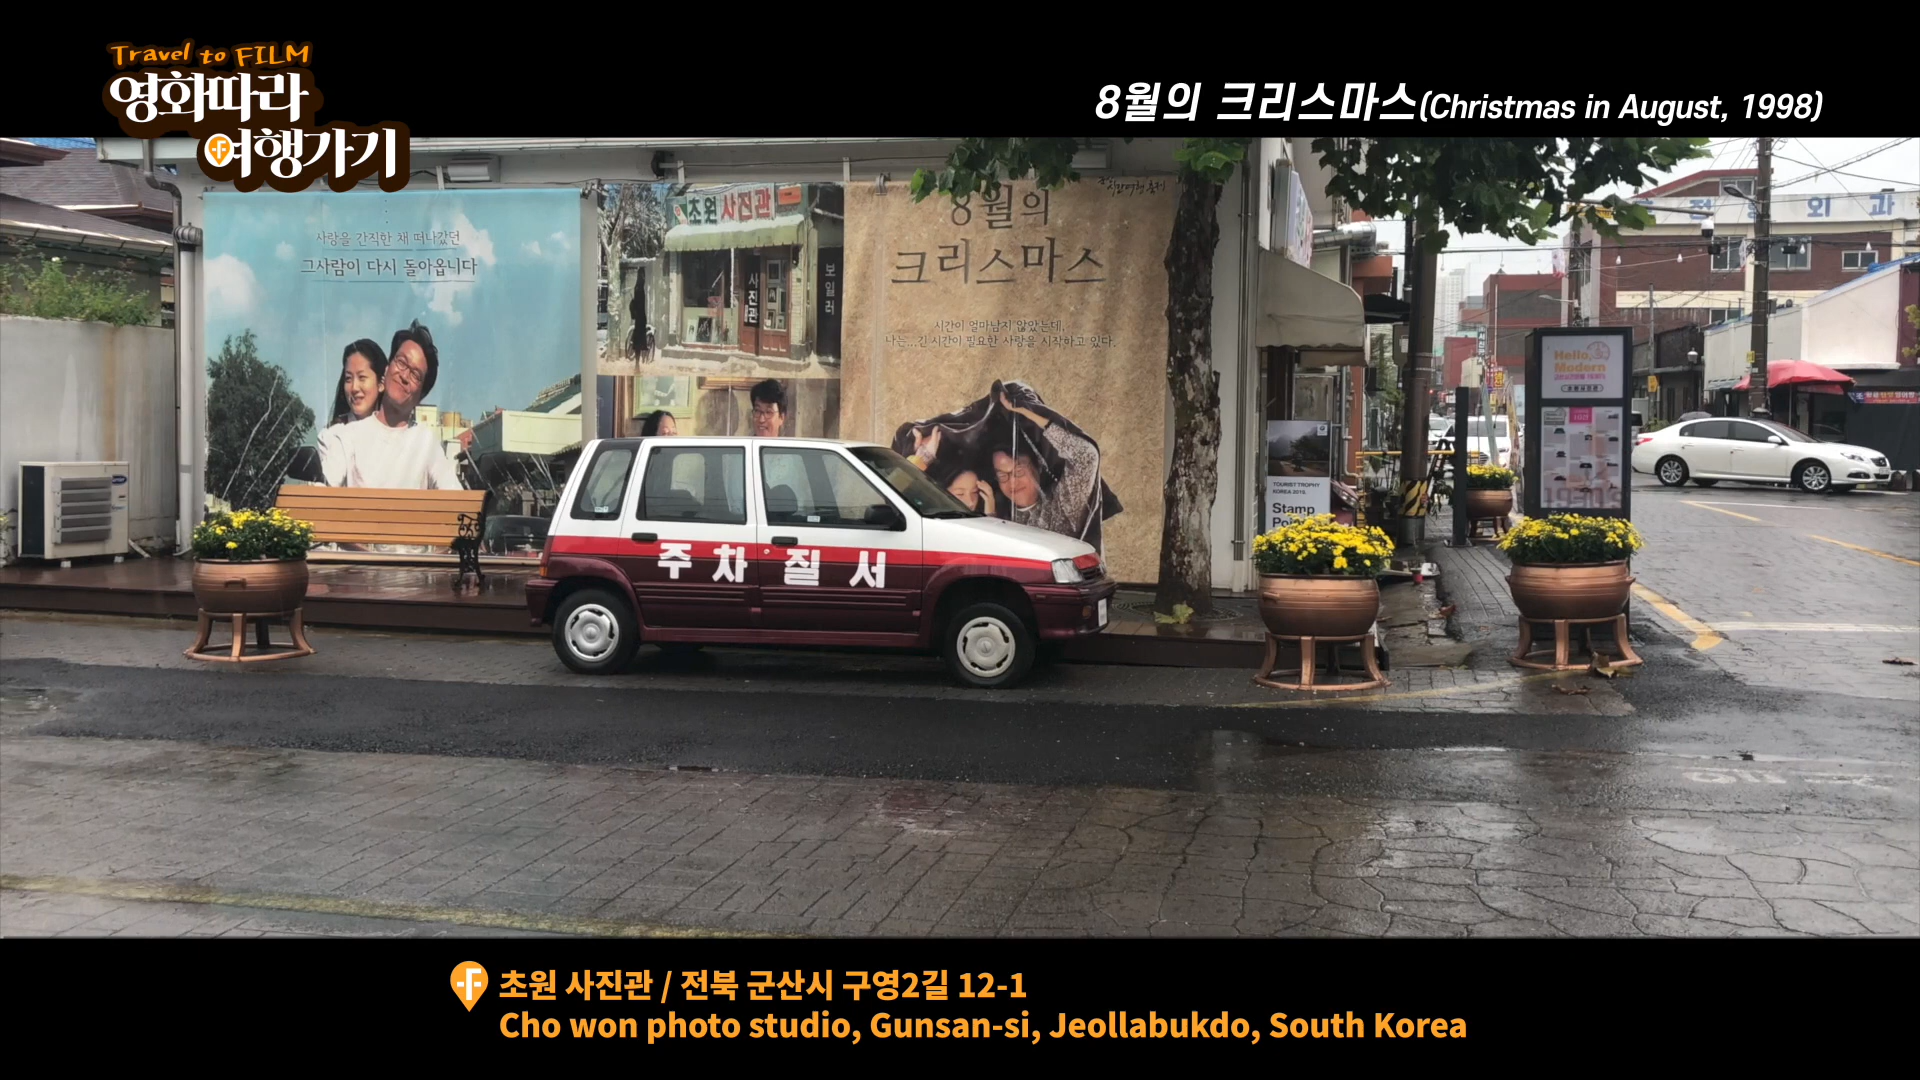 Travel to FILM
영화따라
여행가기
8월의 크리스마스(Christmas in August, 1998)
사랑을 간직한 채 떠나갔던
그사람이 다시 돌아옵니다
초원 사진관
사진관
보일러
8월의
크리스마스
시간이 얼마남지 않았는데,
나는...긴 시간이 필요한 사랑을 시작하고 있다.
외 과
Hello,
Modern
TOURIST TROPHY
KOREA 2019
Stamp
주차 질서
1930's
초원 사진관 / 전북 군산시 구영2길 12-1
Cho won photo studio, Gunsan-si, Jeollabukdo, South Korea